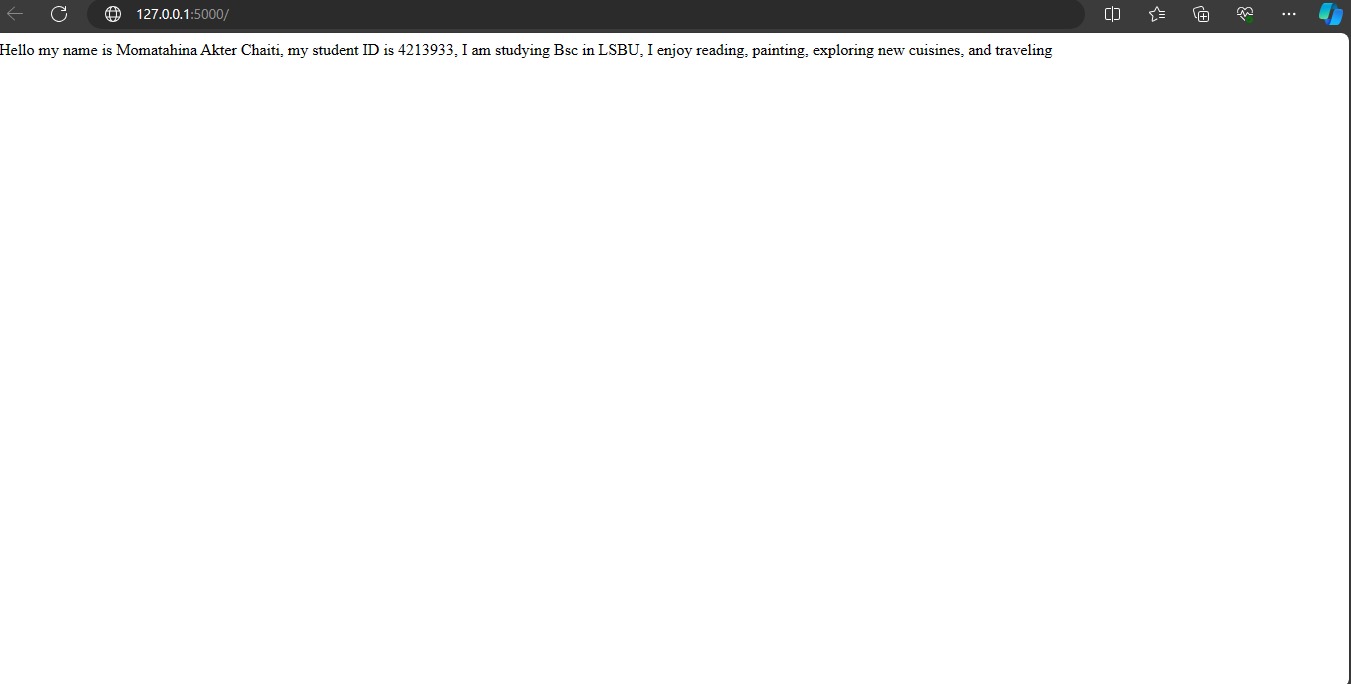 127.0.0.1:5000/
Hello my name is Momatahina Akter Chaiti, my student ID is 4213933, I am studying Bsc in LSBU, I enjoy reading, painting, exploring new cuisines, and traveling